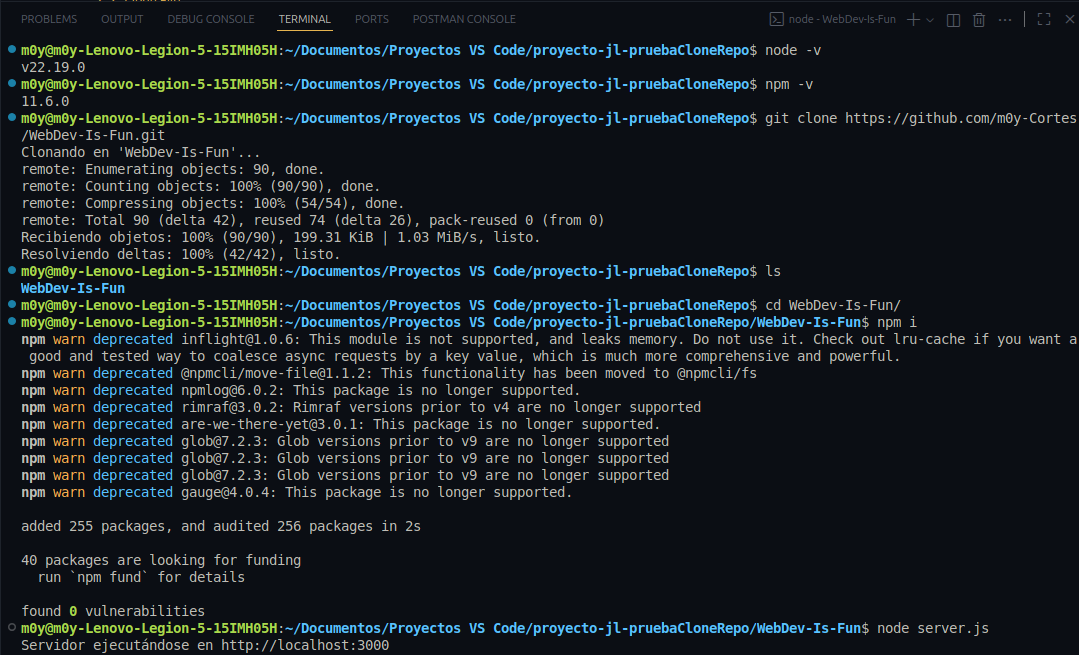 PROBLEMS OUTPUT DEBUG CONSOLE TERMINAL PORTS POSTMAN CONSOLE node - WebDev-Is-Fun
m0y@m0y-Lenovo-Legion-5-15IMH05H:~/Documentos/Proyectos VS Code/proyecto-jl-pruebaCloneRepo$ node -v
v22.19.0
m0y@m0y-Lenovo-Legion-5-15IMH05H:~/Documentos/Proyectos VS Code/proyecto-jl-pruebaCloneRepo$ npm -v
11.6.0
m0y@m0y-Lenovo-Legion-5-15IMH05H:~/Documentos/Proyectos VS Code/proyecto-jl-pruebaCloneRepo$ git clone https://github.com/m0y-Cortes
/WebDev-Is-Fun.git
Clonando en 'WebDev-Is-Fun'...
remote: Enumerating objects: 90, done.
remote: Counting objects: 100% (90/90), done.
remote: Compressing objects: 100% (54/54), done.
remote: Total 90 (delta 42), reused 74 (delta 26), pack-reused 0 (from 0)
Recibiendo objetos: 100% (90/90), 199.31 KiB | 1.03 MiB/s, listo.
Resolviendo deltas: 100% (42/42), listo.
m0y@m0y-Lenovo-Legion-5-15IMH05H:~/Documentos/Proyectos VS Code/proyecto-jl-pruebaCloneRepo$ ls
WebDev-Is-Fun
m0y@m0y-Lenovo-Legion-5-15IMH05H:~/Documentos/Proyectos VS Code/proyecto-jl-pruebaCloneRepo$ cd WebDev-Is-Fun/
m0y@m0y-Lenovo-Legion-5-15IMH05H:~/Documentos/Proyectos VS Code/proyecto-jl-pruebaCloneRepo/WebDev-Is-Fun$ npm i
npm warn deprecated inflight@1.0.6: This module is not supported, and leaks memory. Do not use it. Check out lru-cache if you want a
good and tested way to coalesce async requests by a key value, which is much more comprehensive and powerful.
npm warn deprecated @npmcli/move-file@1.1.2: This functionality has been moved to @npmcli/fs
npm warn deprecated npmlog@6.0.2: This package is no longer supported.
npm warn deprecated rimraf@3.0.2: Rimraf versions prior to v4 are no longer supported
npm warn deprecated are-we-there-yet@3.0.1: This package is no longer supported.
npm warn deprecated glob@7.2.3: Glob versions prior to v9 are no longer supported
npm warn deprecated glob@7.2.3: Glob versions prior to v9 are no longer supported
npm warn deprecated glob@7.2.3: Glob versions prior to v9 are no longer supported
npm warn deprecated gauge@4.0.4: This package is no longer supported.
added 255 packages, and audited 256 packages in 2s
40 packages are looking for funding
run `npm fund` for details
found 0 vulnerabilities
m0y@m0y-Lenovo-Legion-5-15IMH05H:~/Documentos/Proyectos VS Code/proyecto-jl-pruebaCloneRepo/WebDev-Is-Fun$ node server.js
Servidor ejecutándose en http://localhost:3000